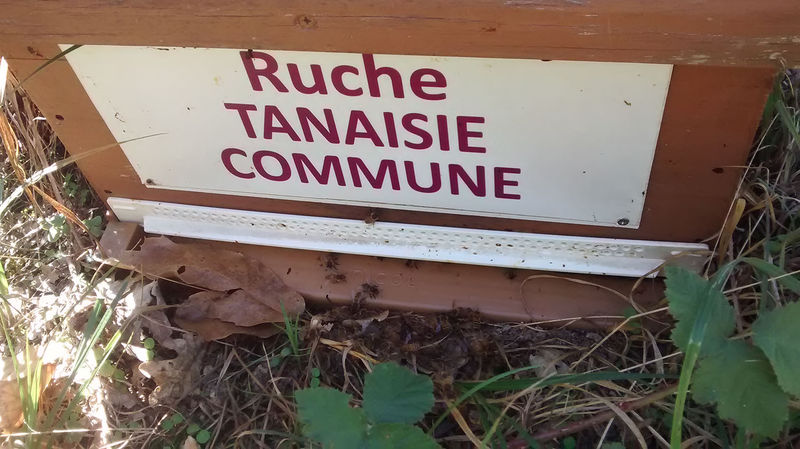 Ruche
TANAISIE
COMMUNE